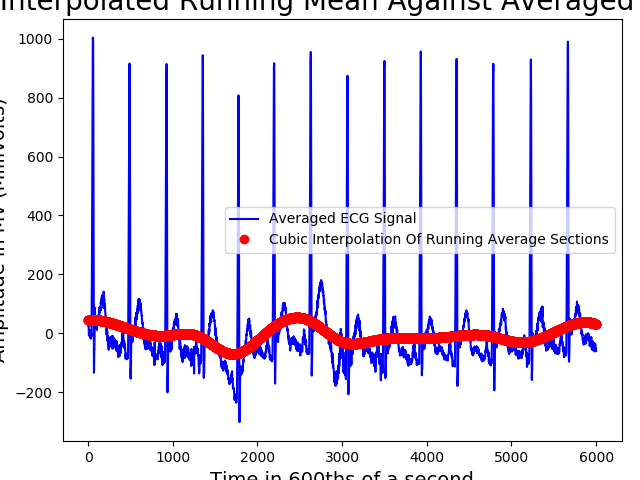 Interpolated Running Mean Against Averaged
1000
800
600
400
200
0
−200
Amplitude in MV (Millivolts)
Averaged ECG Signal
Cubic Interpolation Of Running Average Sections
0 1000 2000 3000 4000 5000 6000
Time in 600ths of a second